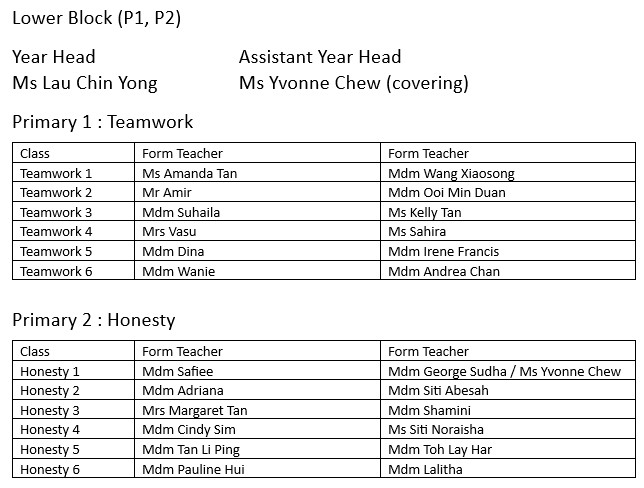 Lower Block (P1, P2)
Year Head Assistant Year Head
Ms Lau Chin Yong Ms Yvonne Chew (covering)
Primary 1 : Teamwork
Class Form Teacher Form Teacher
Teamwork 1 Ms Amanda Tan Mdm Wang Xiaosong
Teamwork 2 Mr Amir Mdm Ooi Min Duan
Teamwork 3 Mdm Suhaila Ms Kelly Tan
Teamwork 4 Mrs Vasu Ms Sahira
Teamwork 5 Mdm Dina Mdm Irene Francis
Teamwork 6 Mdm Wanie Mdm Andrea Chan
Primary 2 : Honesty
Class Form Teacher Form Teacher
Honesty 1 Mdm Safiee Mdm George Sudha / Ms Yvonne Chew
Honesty 2 Mdm Adriana Mdm Siti Abesah
Honesty 3 Mrs Margaret Tan Mdm Shamini
Honesty 4 Mdm Cindy Sim Ms Siti Noraisha
Honesty 5 Mdm Tan Li Ping Mdm Toh Lay Har
Honesty 6 Mdm Pauline Hui Mdm Lalitha